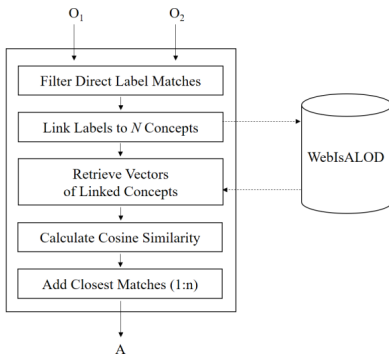 O1 O2
Filter Direct Label Matches
Link Labels to N Concepts
WebIsALOD
Retrieve Vectors
of Linked Concepts
Calculate Cosine Similarity
Add Closest Matches (1:n)
A